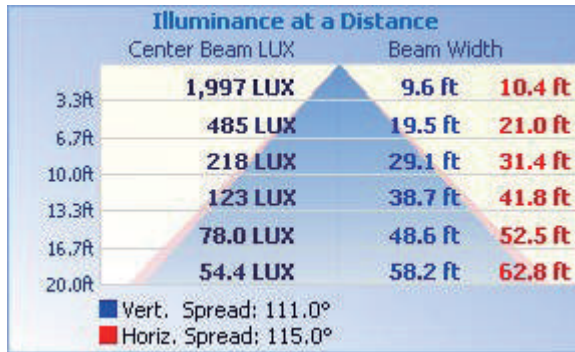 Illuminance at a Distance
Center Beam LUX Beam Width
1,997 LUX 9.6 ft 10.4 ft
3.3ft
485 LUX 19.5 ft 21.0 ft
6.7ft
218 LUX 29.1 ft 31.4 ft
10.0ft
123 LUX 38.7 ft 41.8 ft
13.3ft
78.0 LUX 48.6 ft 52.5 ft
16.7ft
54.4 LUX 58.2 ft 62.8 ft
20.0ft
Vert. Spread: 111.0°
Horiz. Spread: 115.0°